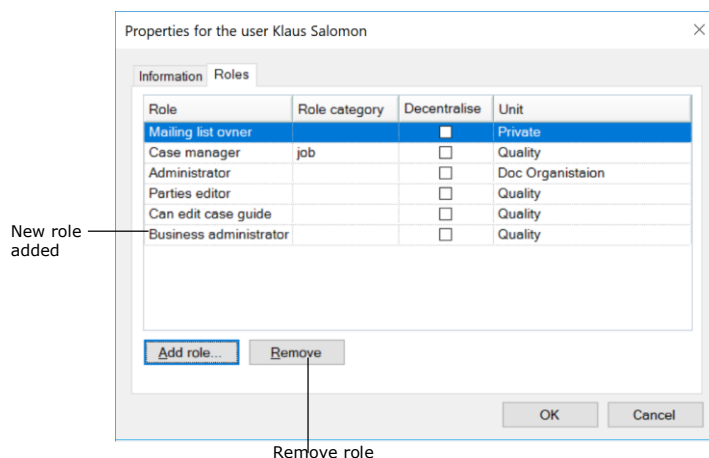 Properties for the user Klaus Salomon
Information Roles
Role Role category Decentralise Unit
Mailing list ovner Private
Case manager job Quality
Administrator Doc Organistaion
Parties editor Quality
Can edit case guide Quality
Business administrator Quality
New role
added
Add role... Remove
OK Cancel
Remove role